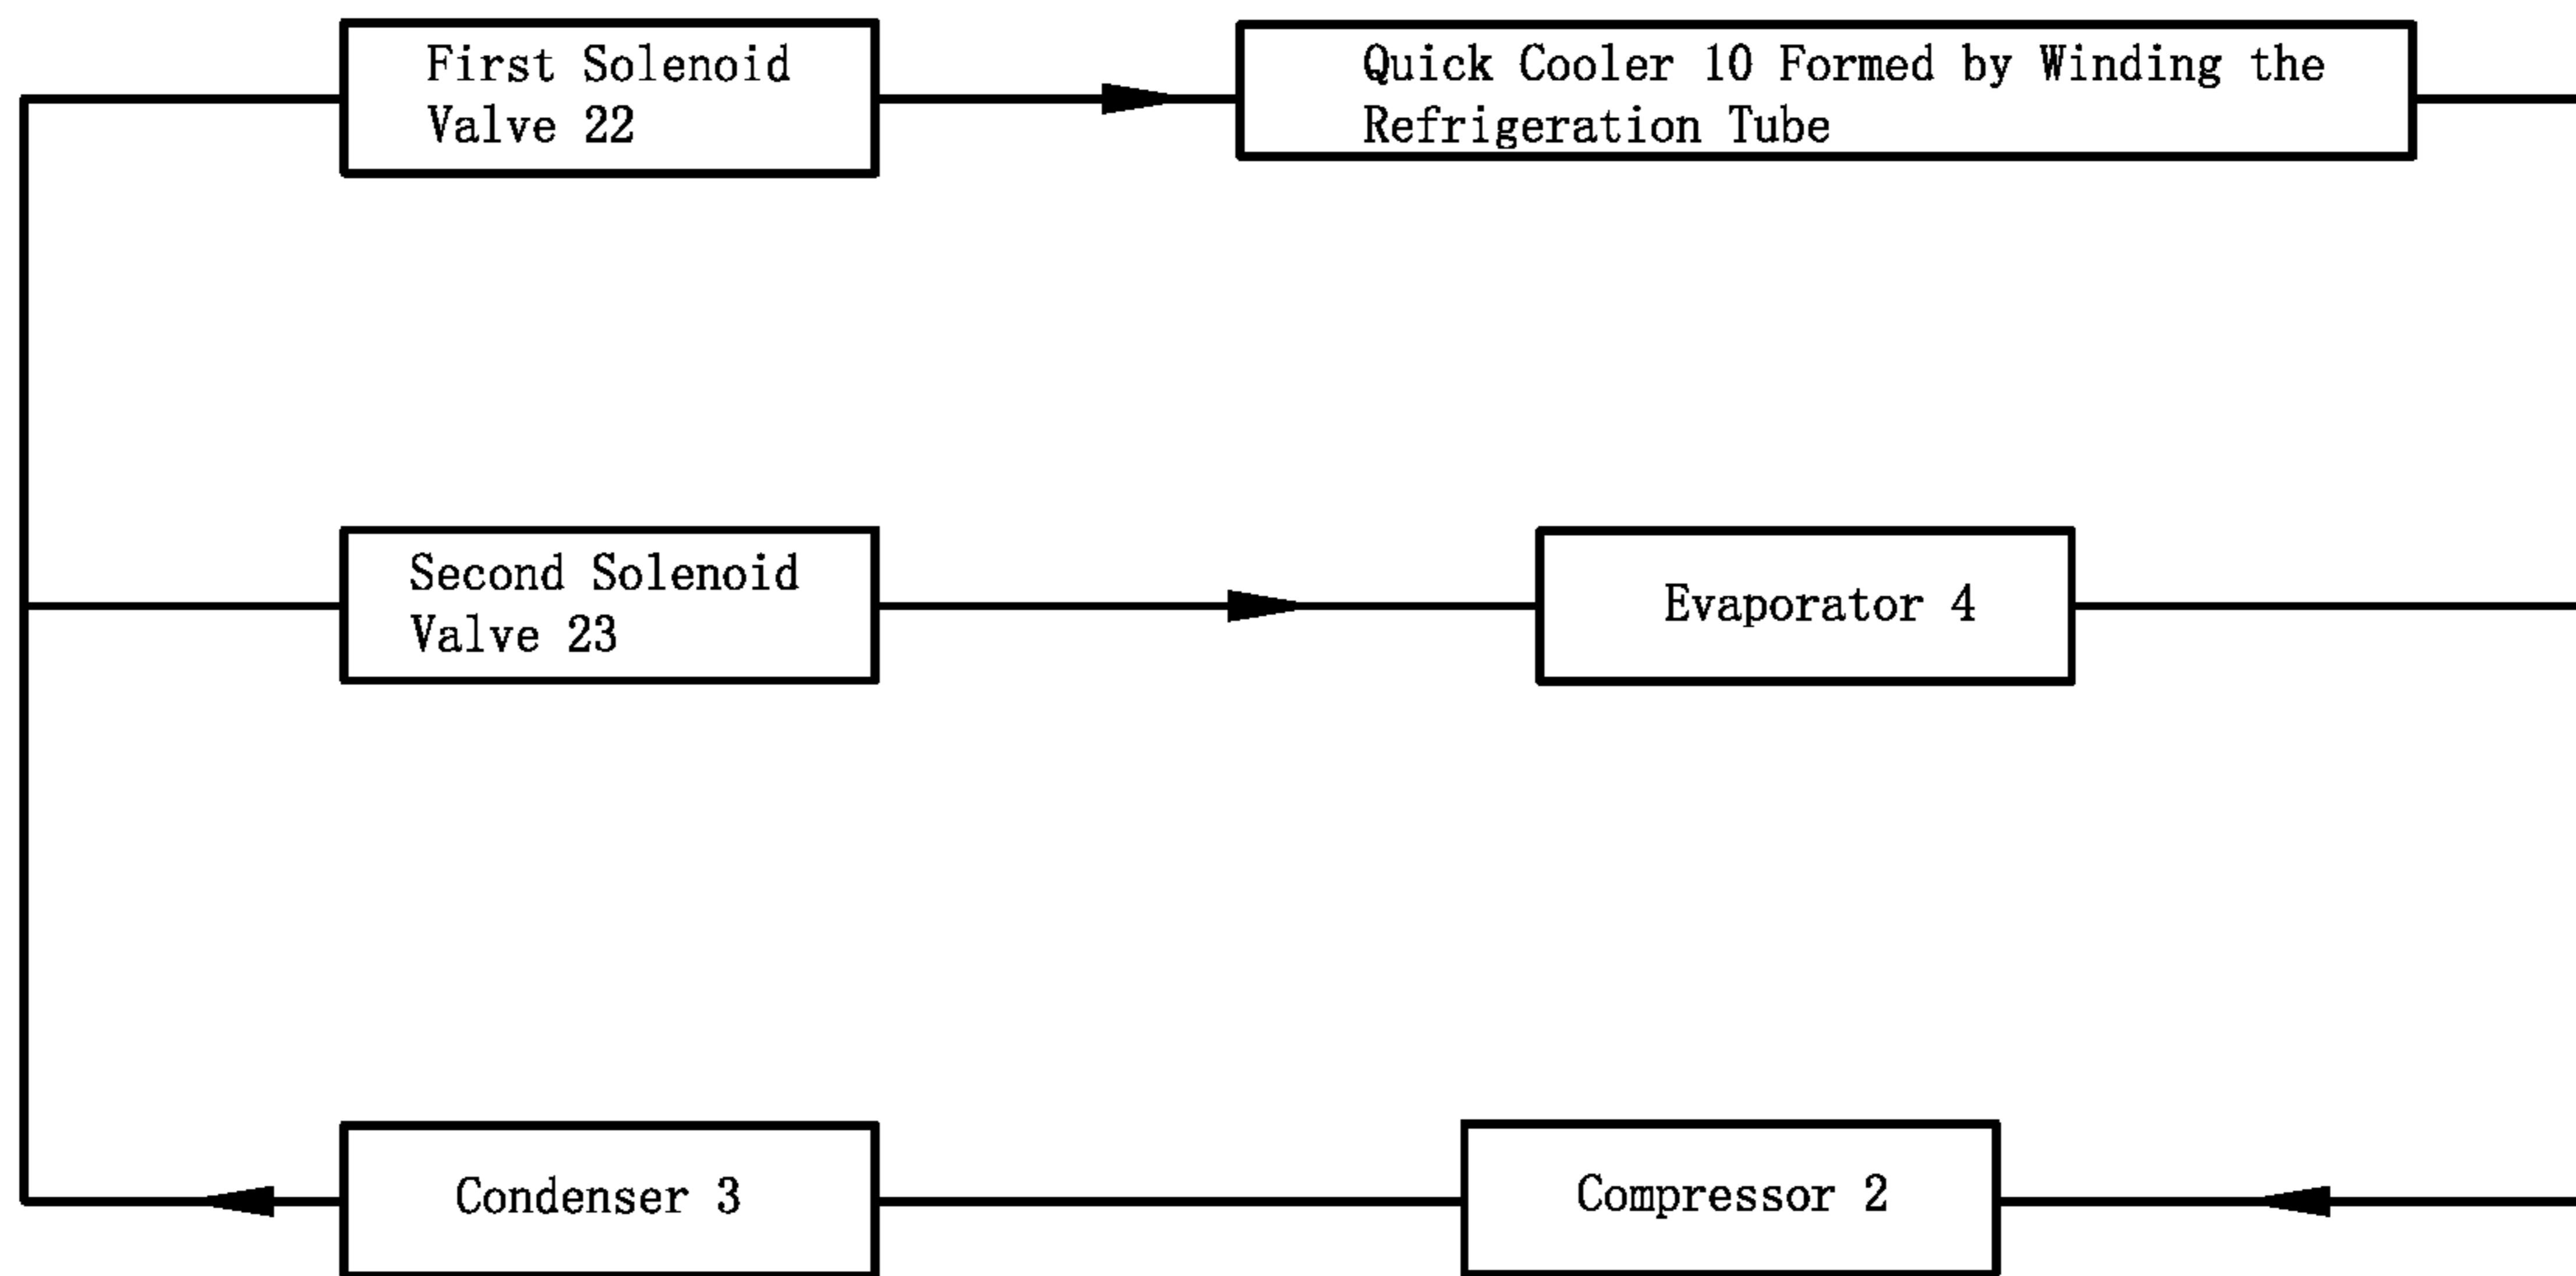 First Solenoid
Valve 22
Quick Cooler 10 Formed by Winding the
Refrigeration Tube
Second Solenoid
Valve 23
Evaporator 4
Condenser 3
Compressor 2